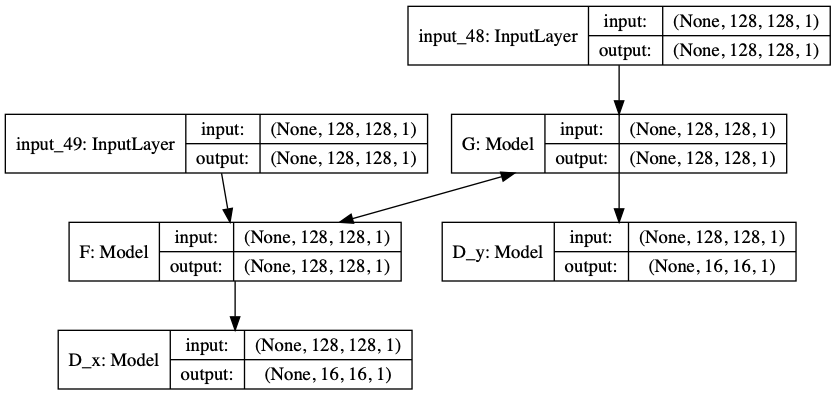 input_48: InputLayer
input: (None, 128, 128, 1)
output: (None, 128, 128, 1)
input_49: InputLayer
input: (None, 128, 128, 1)
output: (None, 128, 128, 1)
G: Model
input: (None, 128, 128, 1)
output: (None, 128, 128, 1)
F: Model
input: (None, 128, 128, 1)
output: (None, 128, 128, 1)
D_y: Model
input: (None, 128, 128, 1)
output: (None, 16, 16, 1)
D_x: Model
input: (None, 128, 128, 1)
output: (None, 16, 16, 1)